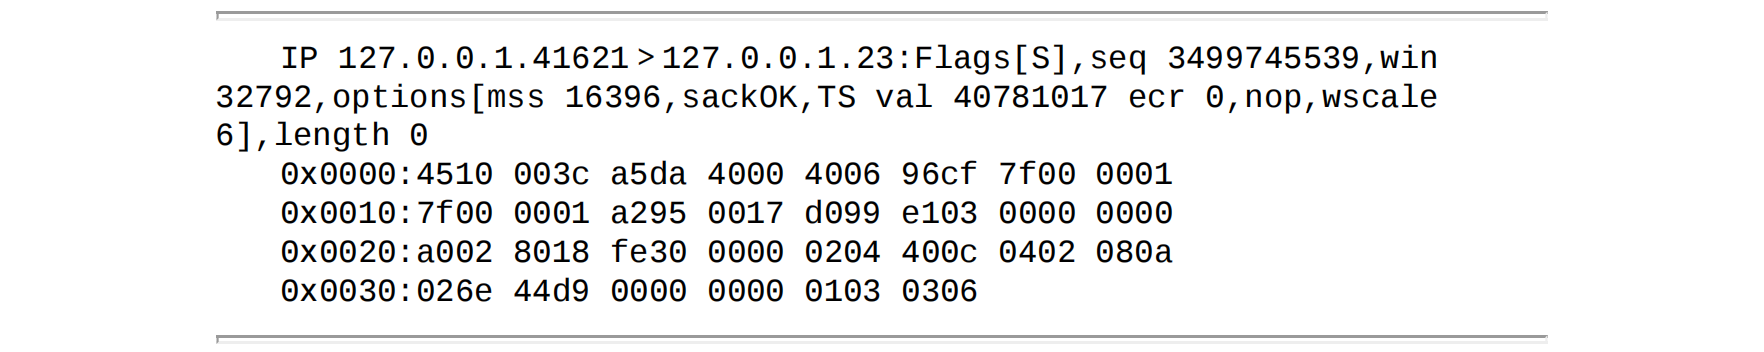 IP 127.0.0.1.41621>127.0.0.1.23:Flags[S],seq 3499745539,win
32792,options[mss 16396,sackOK,TS val 40781017 ecr 0,nop,wscale
6],length 0
0x0000:4510 003c a5da 4000 4006 96cf 7f00 0001
0x0010:7f00 0001 a295 0017 d099 e103 0000 0000
0x0020:a002 8018 fe30 0000 0204 400c 0402 080a
0x0030:026e 44d9 0000 0000 0103 0306